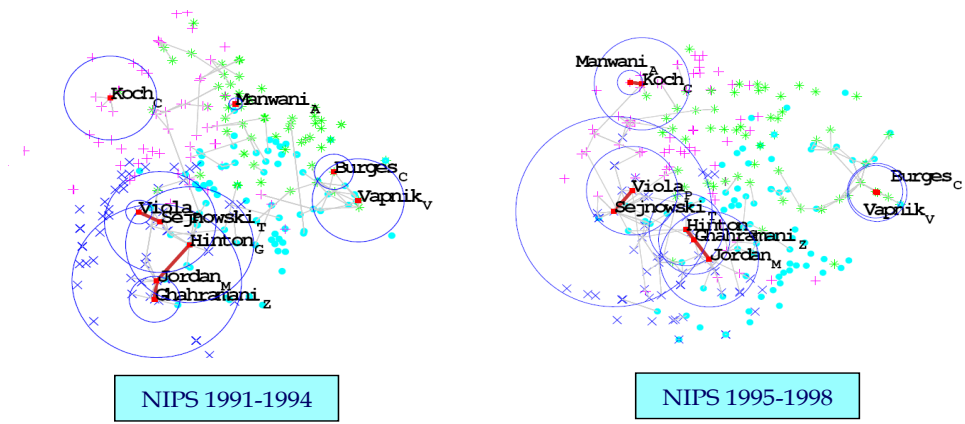 Koch C
Manwani A
Burges C
Vapnik V
Viola
Sejnowski T
Hinton G
Jordan M
Ghahramani Z
NIPS 1991-1994
Manwani A
Koch C
Burges C
Vapnik V
Viola P
Sejnowski T
Hinton
Ghahramani Z
Jordan M
NIPS 1995-1998